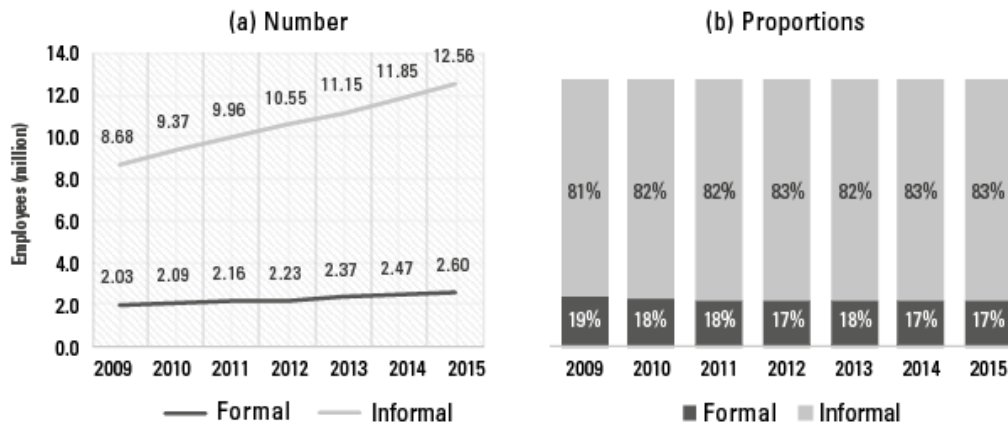 (a) Number
Employees (million)
14.0
12.0
10.0
8.0
6.0
4.0
2.0
0.0
8.68 9.37 9.96 10.55 11.15 11.85 12.56
2.03 2.09 2.16 2.23 2.37 2.47 2.60
2009 2010 2011 2012 2013 2014 2015
Formal Informal
(b) Proportions
81% 82% 82% 83% 82% 83% 83%
19% 18% 18% 17% 18% 17% 17%
2009 2010 2011 2012 2013 2014 2015
Formal Informal